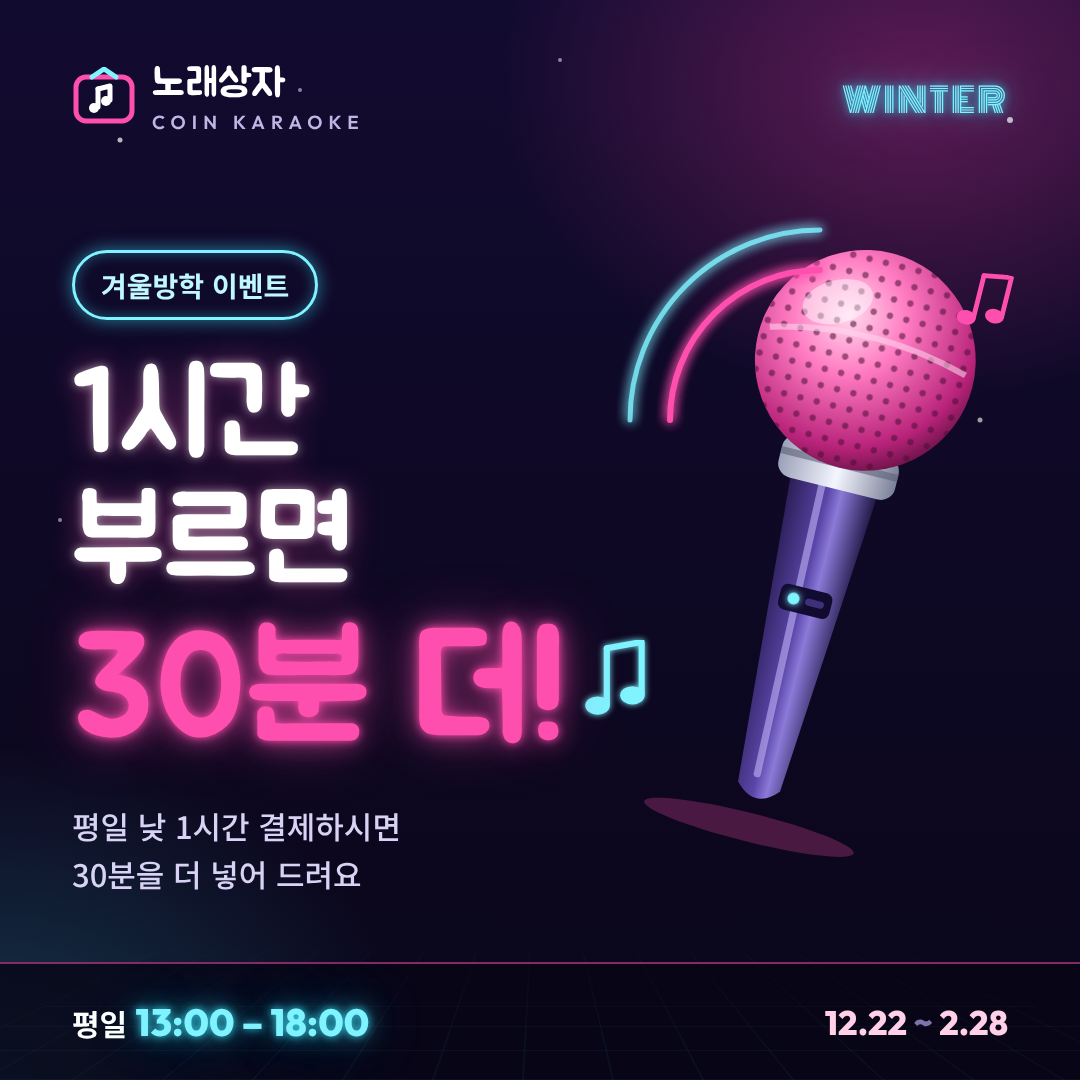 노래상자
COIN KARAOKE
WINTER
겨울방학 이벤트
1시간
부르면
30분 더!
평일 낮 1시간 결제하시면
30분을 더 넣어 드려요
평일 13:00 – 18:00
12.22 ~ 2.28